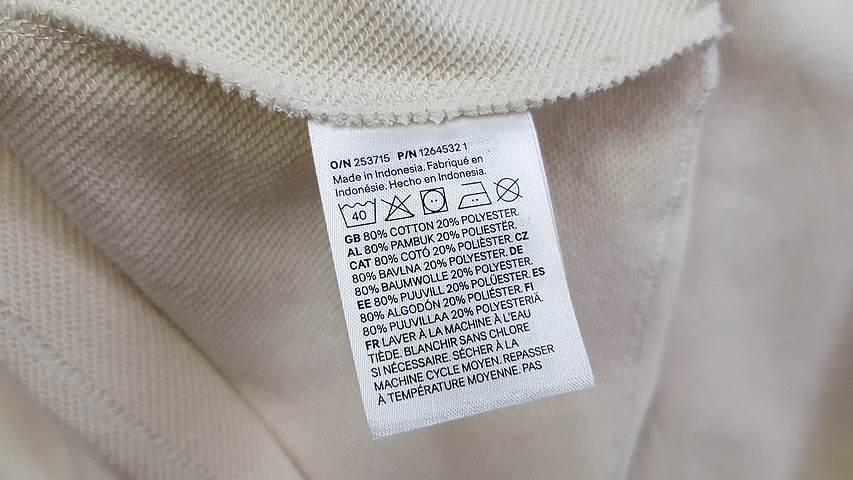 O/N 253715 P/N 1264532 1
Made in Indonesia. Fabriqué en
Indonésie. Hecho en Indonesia.
40
GB 80% COTTON 20% POLYESTER.
AL 80% PAMBUK 20% POLIESTËR.
CAT 80% COTÓ 20% POLIÈSTER. CZ
80% BAVLNA 20% POLYESTER. DE
80% BAUMWOLLE 20% POLYESTER.
EE 80% PUUVILL 20% POLÜESTER. ES
80% ALGODÓN 20% POLIÉSTER. FI
80% PUUVILLAA 20% POLYESTERIÄ.
FR LAVER À LA MACHINE À L'EAU
TIÈDE. BLANCHIR SANS CHLORE
SI NÉCESSAIRE. SÉCHER À LA
MACHINE CYCLE MOYEN. REPASSER
À TEMPÉRATURE MOYENNE. PAS